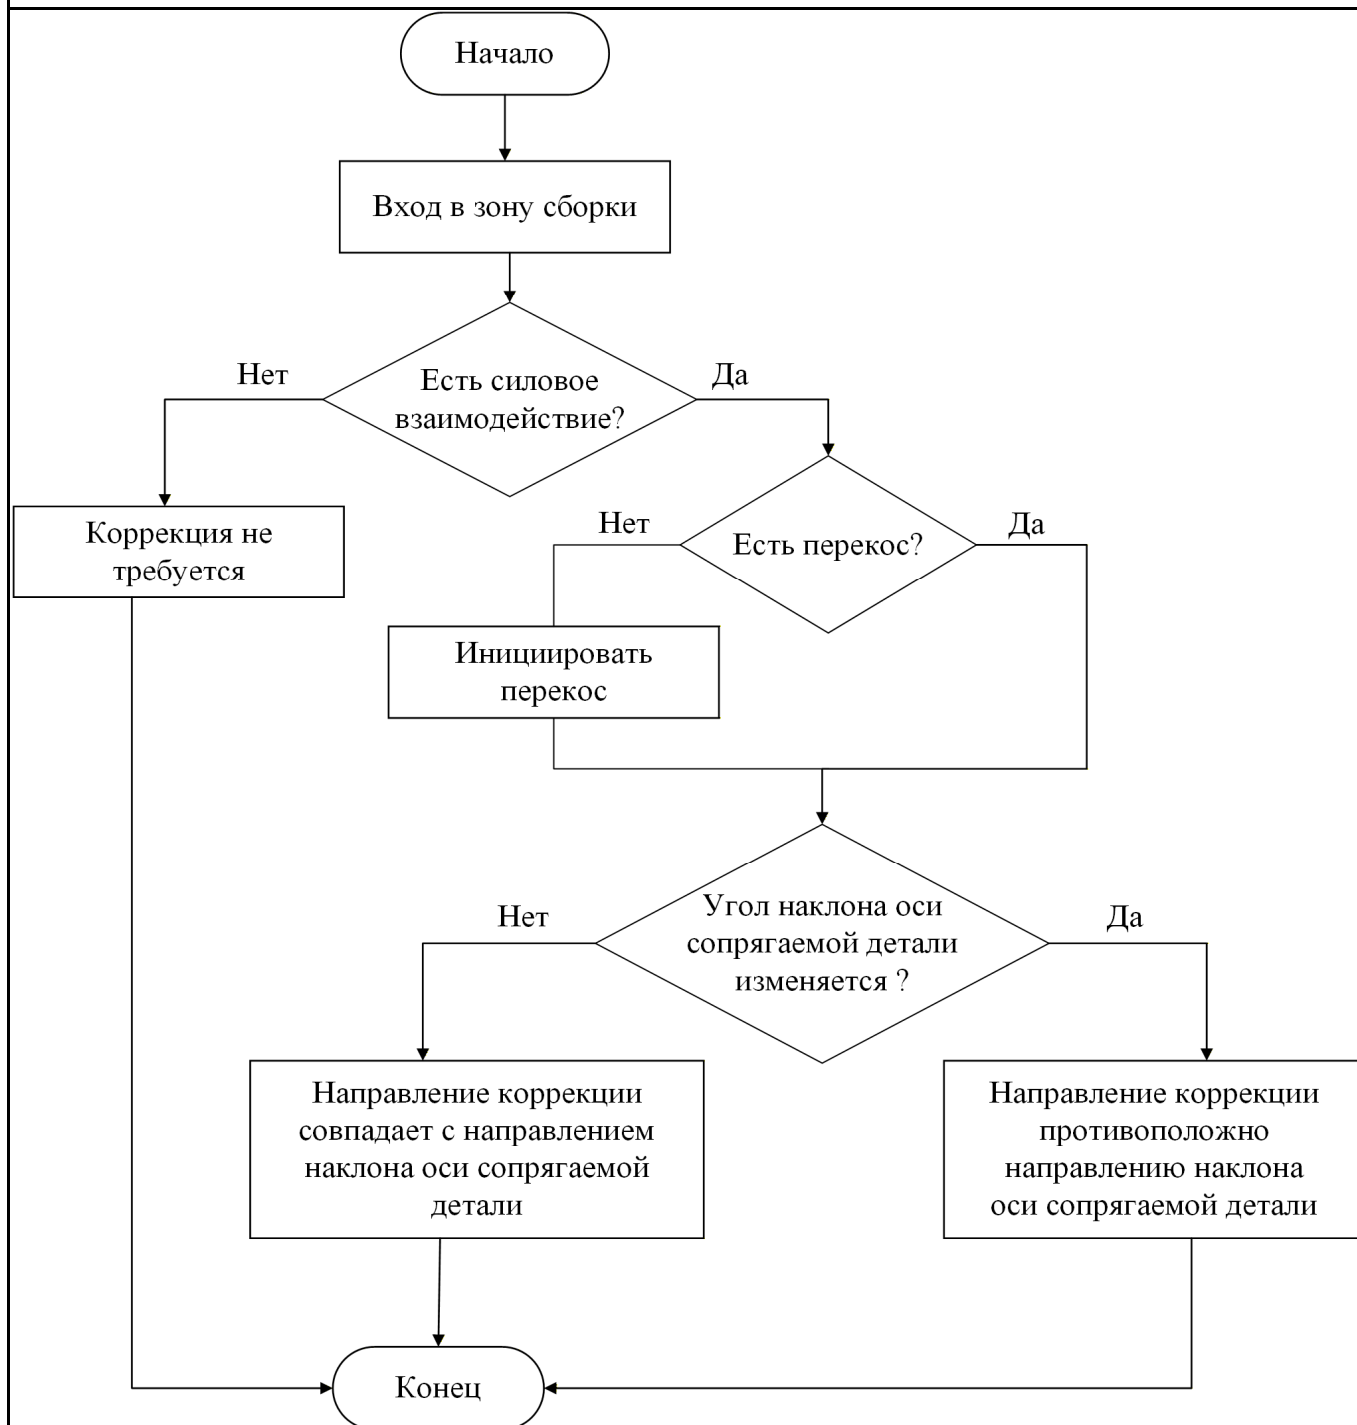 Начало
Вход в зону сборки
Нет
Да
Есть силовое
взаимодействие?
Коррекция не
требуется
Нет
Да
Есть перекос?
Инициировать
перекос
Нет
Да
Угол наклона оси
сопрягаемой детали
изменяется ?
Направление коррекции
совпадает с направлением
наклона оси сопрягаемой
детали
Направление коррекции
противоположно
направлению наклона
оси сопрягаемой детали
Конец